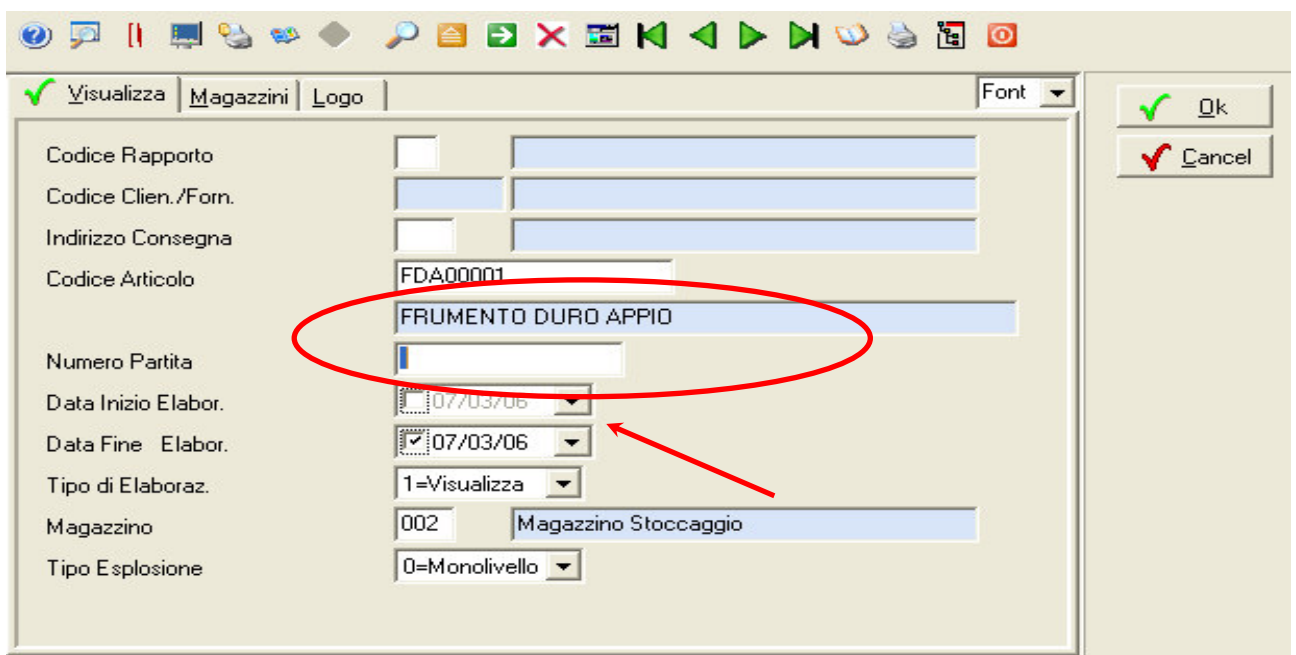 Visualizza Magazzini Logo Font
Ok
Cancel
Codice Rapporto
Codice Clien./Forn.
Indirizzo Consegna
Codice Articolo FDA00001
FRUMENTO DURO APPIO
Numero Partita
Data Inizio Elabor. 07/03/06
Data Fine Elabor. 07/03/06
Tipo di Elaboraz. 1=Visualizza
Magazzino 002 Magazzino Stoccaggio
Tipo Esplosione 0=Monolivello